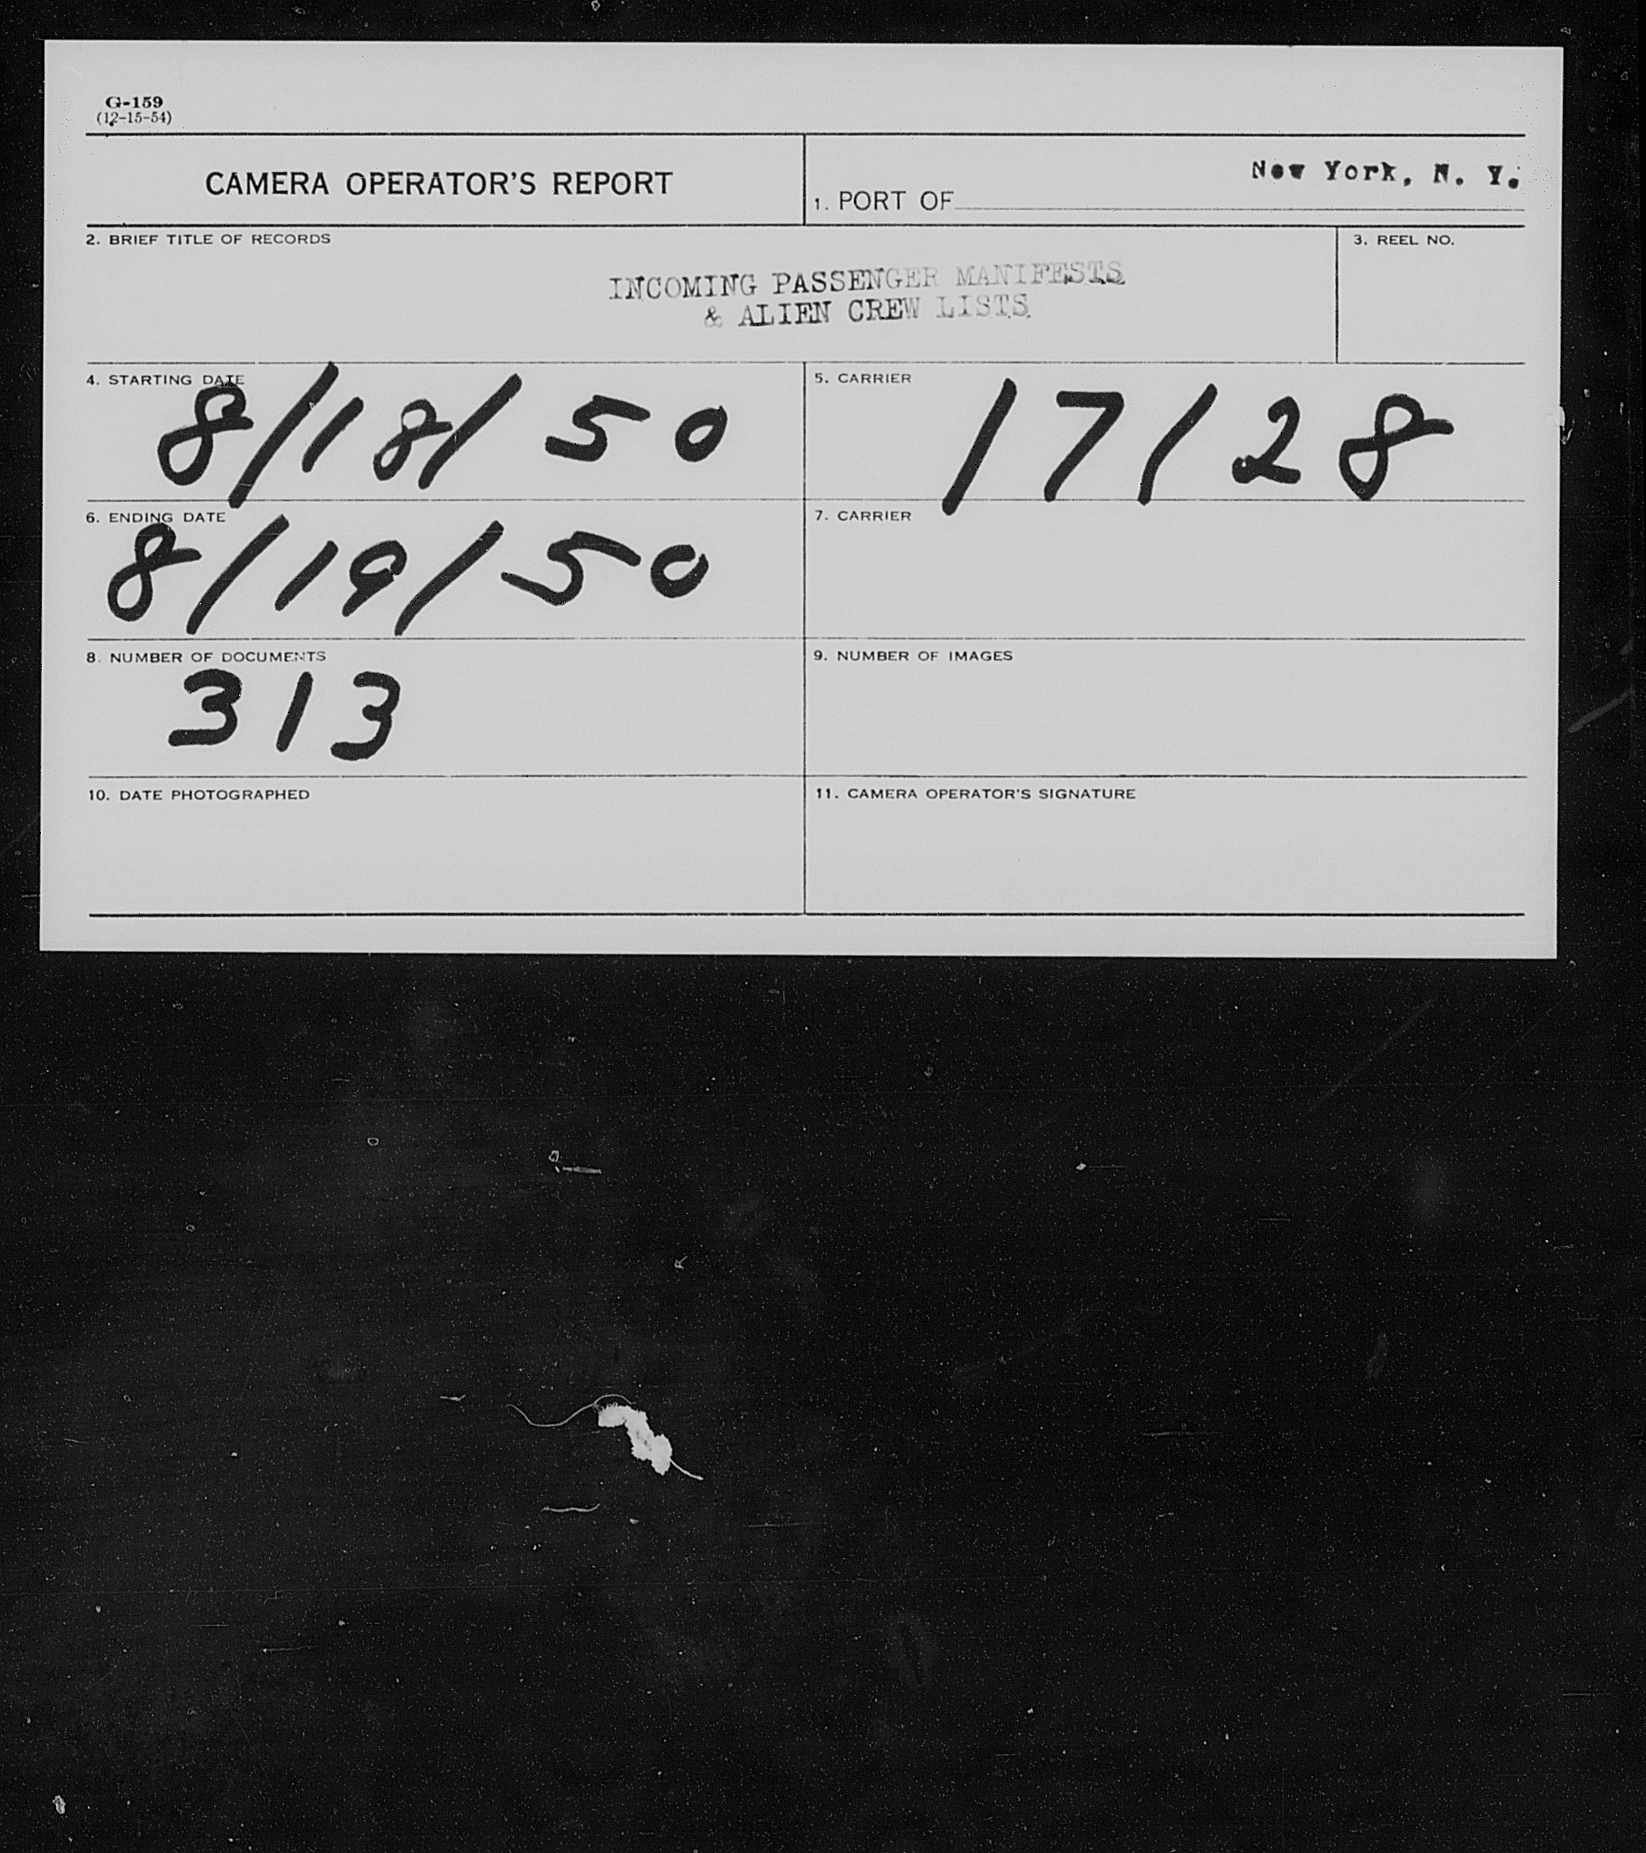 G-159
(12-15-54)
CAMERA OPERATOR'S REPORT
1. PORT OF New York, N. Y.
2. BRIEF TITLE OF RECORDS
INCOMING PASSENGER MANIFESTS
& ALIEN CREW LISTS
3. REEL NO.
4. STARTING DATE
8/18/50
5. CARRIER
17128
6. ENDING DATE
8/19/50
7. CARRIER
8. NUMBER OF DOCUMENTS
313
9. NUMBER OF IMAGES
10. DATE PHOTOGRAPHED
11. CAMERA OPERATOR'S SIGNATURE